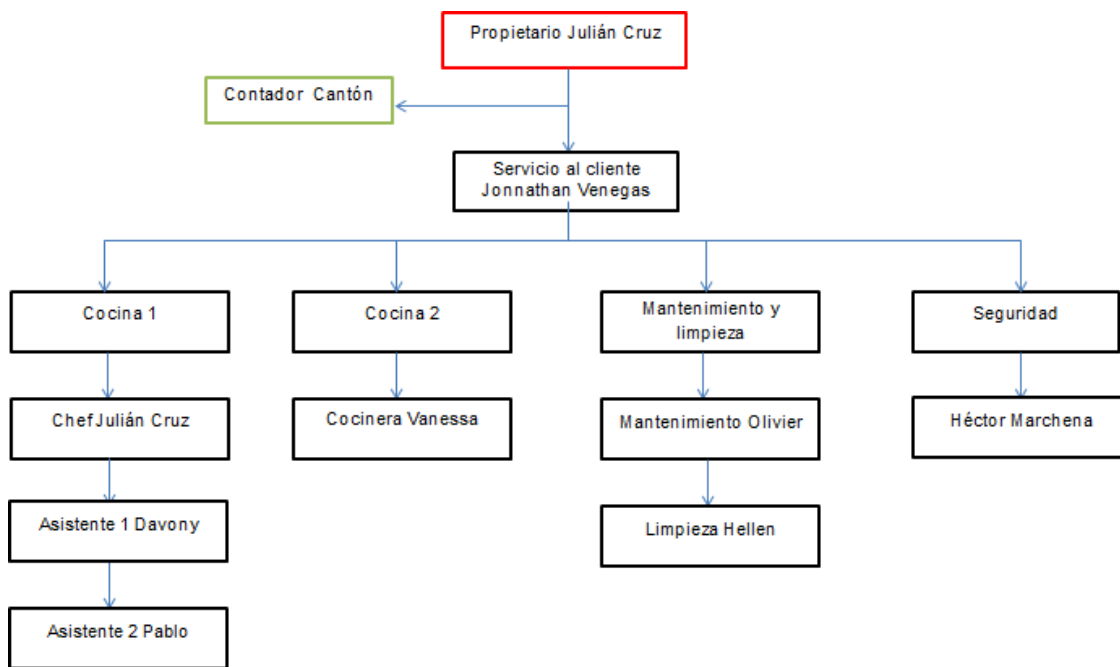 Propietario Julián Cruz
Contador Cantón
Servicio al cliente
Jonnathan Venegas
Cocina 1
Cocina 2
Mantenimiento y
limpieza
Seguridad
Chef Julián Cruz
Cocinera Vanessa
Mantenimiento Olivier
Héctor Marchena
Asistente 1 Davony
Limpieza Hellen
Asistente 2 Pablo